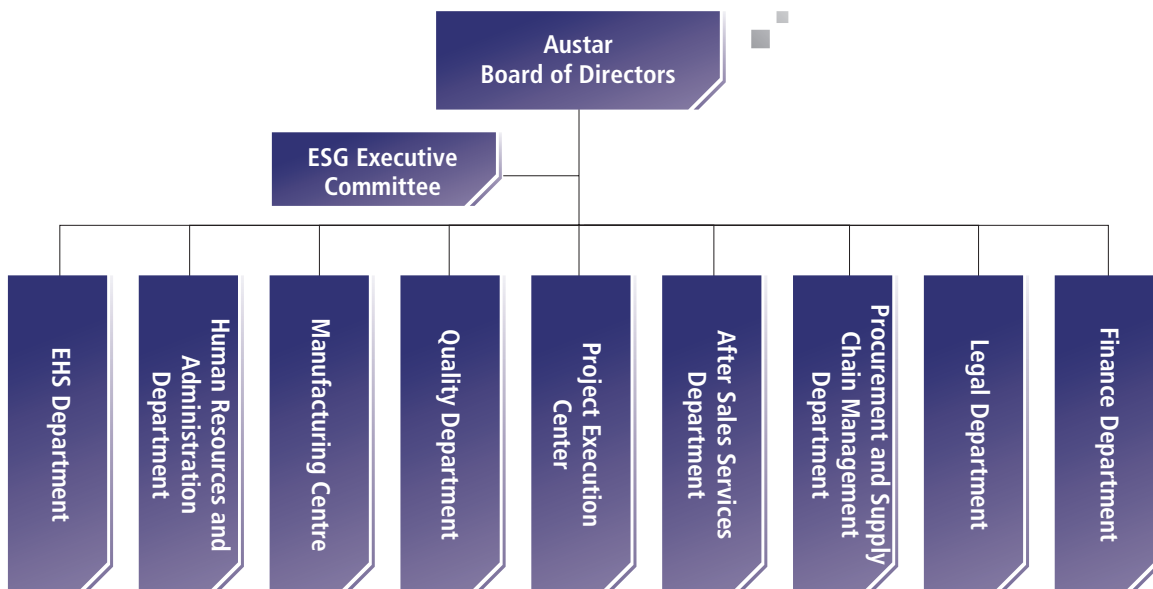 Austar
Board of Directors
ESG Executive
Committee
EHS Department
Human Resources and
Administration
Department
Manufacturing Centre
Quality Department
Project Execution
Center
After Sales Services
Department
Procurement and Supply
Chain Management
Department
Legal Department
Finance Department